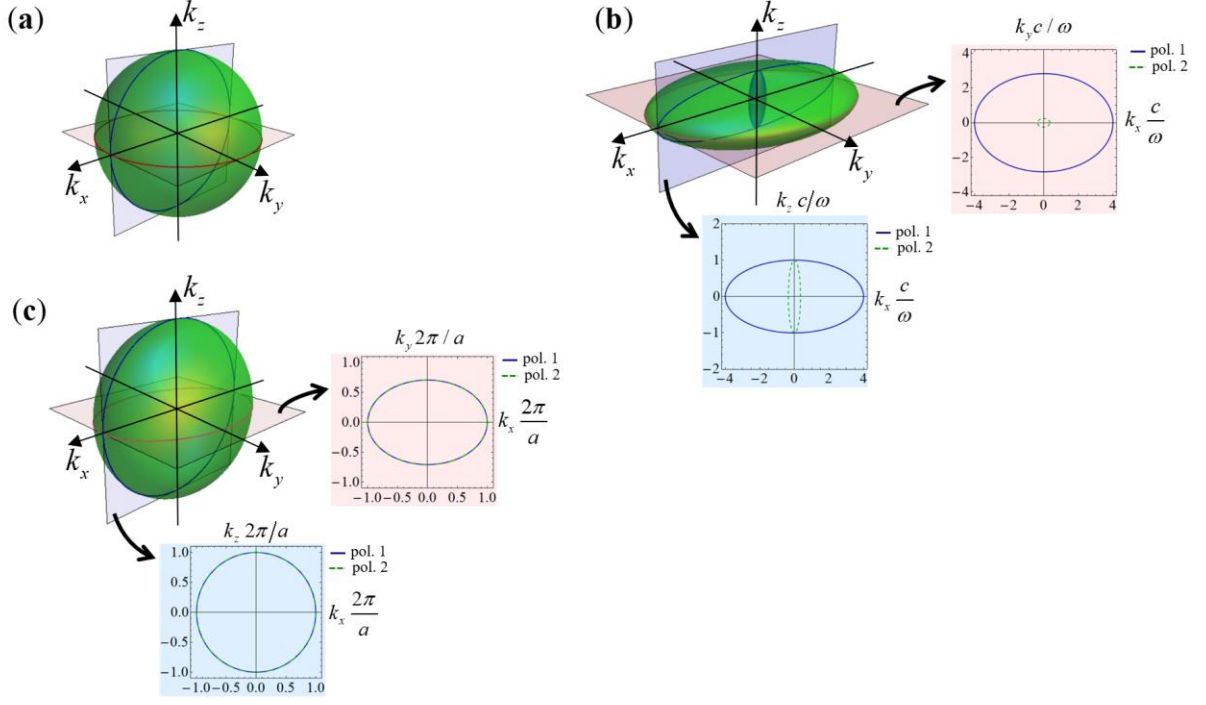 (a)
k_z
k_x
k_y
(b)
k_z
k_x
k_y
k_y c / ω
pol. 1
pol. 2
4
2
0
−2
−4
−4 −2 0 2 4
k_x c/ω
k_z c/ω
pol. 1
pol. 2
2
1
0
−1
−2
−4 −2 0 2 4
k_x c/ω
(c)
k_z
k_x
k_y
k_y 2π / a
pol. 1
pol. 2
1.0
0.5
0.0
−0.5
−1.0
−1.0 −0.5 0.0 0.5 1.0
k_x 2π/a
k_z 2π/a
pol. 1
pol. 2
1.0
0.5
0.0
−0.5
−1.0
−1.0 −0.5 0.0 0.5 1.0
k_x 2π/a